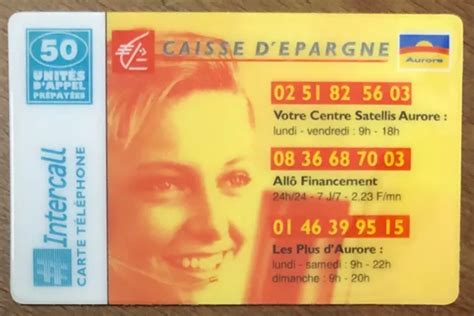 50
UNITÉS
D'APPEL
PRÉPAYÉES
Intercall
CARTE TÉLÉPHONE
CAISSE D'EPARGNE
Aurore
02 51 82 56 03
Votre Centre Satellis Aurore :
lundi - vendredi : 9h - 18h
08 36 68 70 03
Allô Financement
24h/24 - 7 J/7 - 2.23 F/mn
01 46 39 95 15
Les Plus d'Aurore :
lundi - samedi : 9h - 22h
dimanche : 9h - 20h